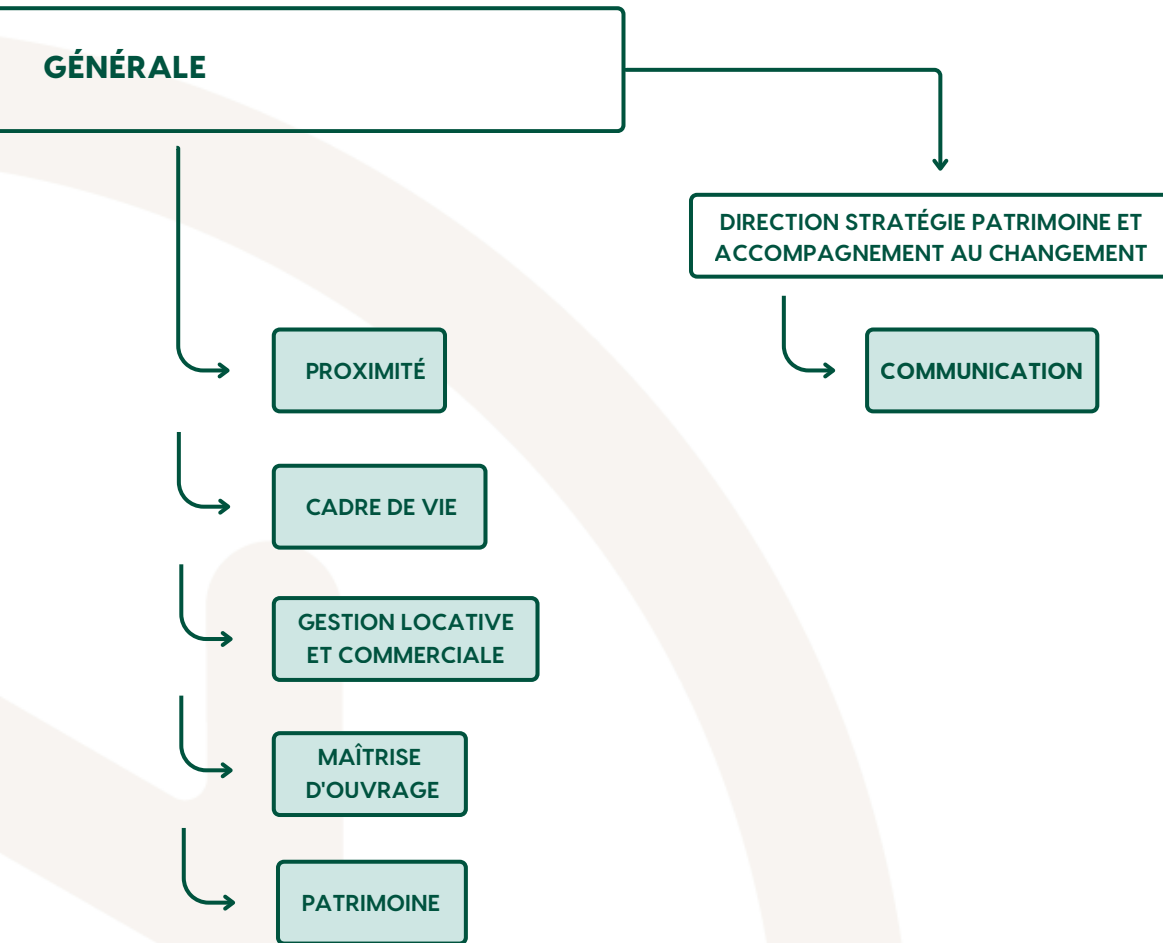 GÉNÉRALE
DIRECTION STRATÉGIE PATRIMOINE ET
ACCOMPAGNEMENT AU CHANGEMENT
PROXIMITÉ
COMMUNICATION
CADRE DE VIE
GESTION LOCATIVE
ET COMMERCIALE
MAÎTRISE
D'OUVRAGE
PATRIMOINE